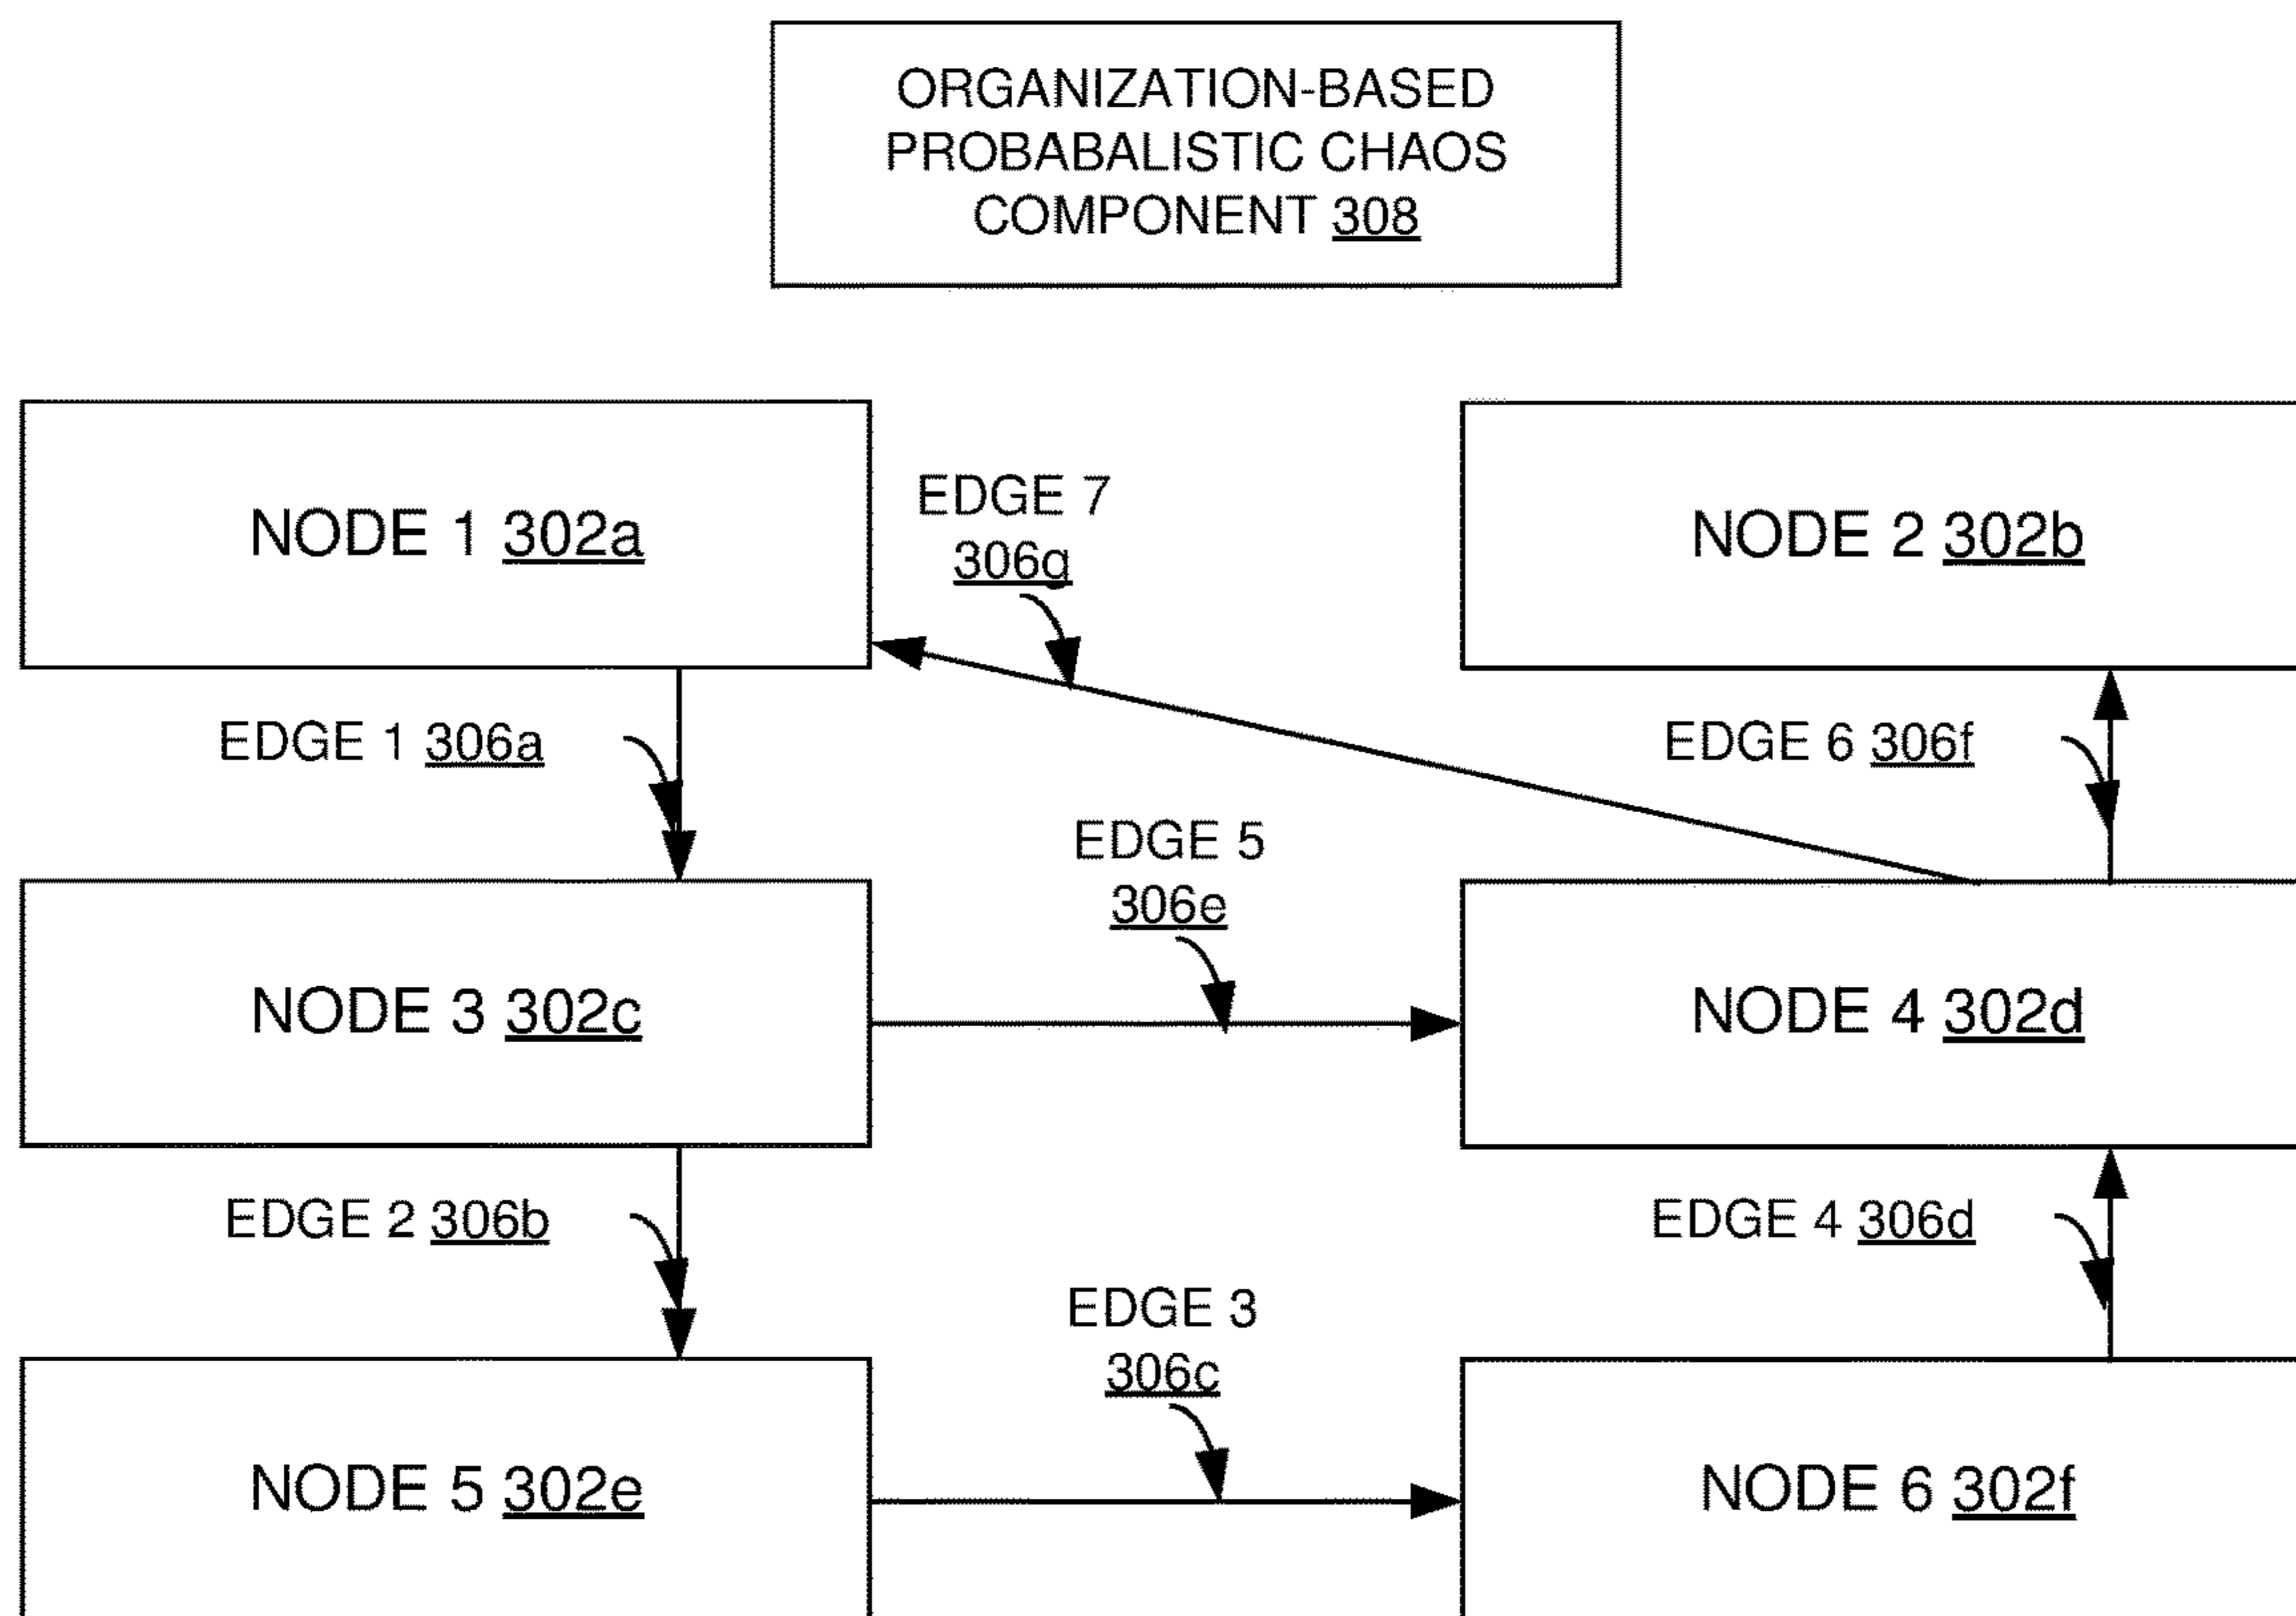 ORGANIZATION-BASED
PROBABALISTIC CHAOS
COMPONENT 308
NODE 1 302a
EDGE 7
306g
NODE 2 302b
EDGE 1 306a
EDGE 6 306f
EDGE 5
306e
NODE 3 302c
NODE 4 302d
EDGE 2 306b
EDGE 4 306d
EDGE 3
306c
NODE 5 302e
NODE 6 302f